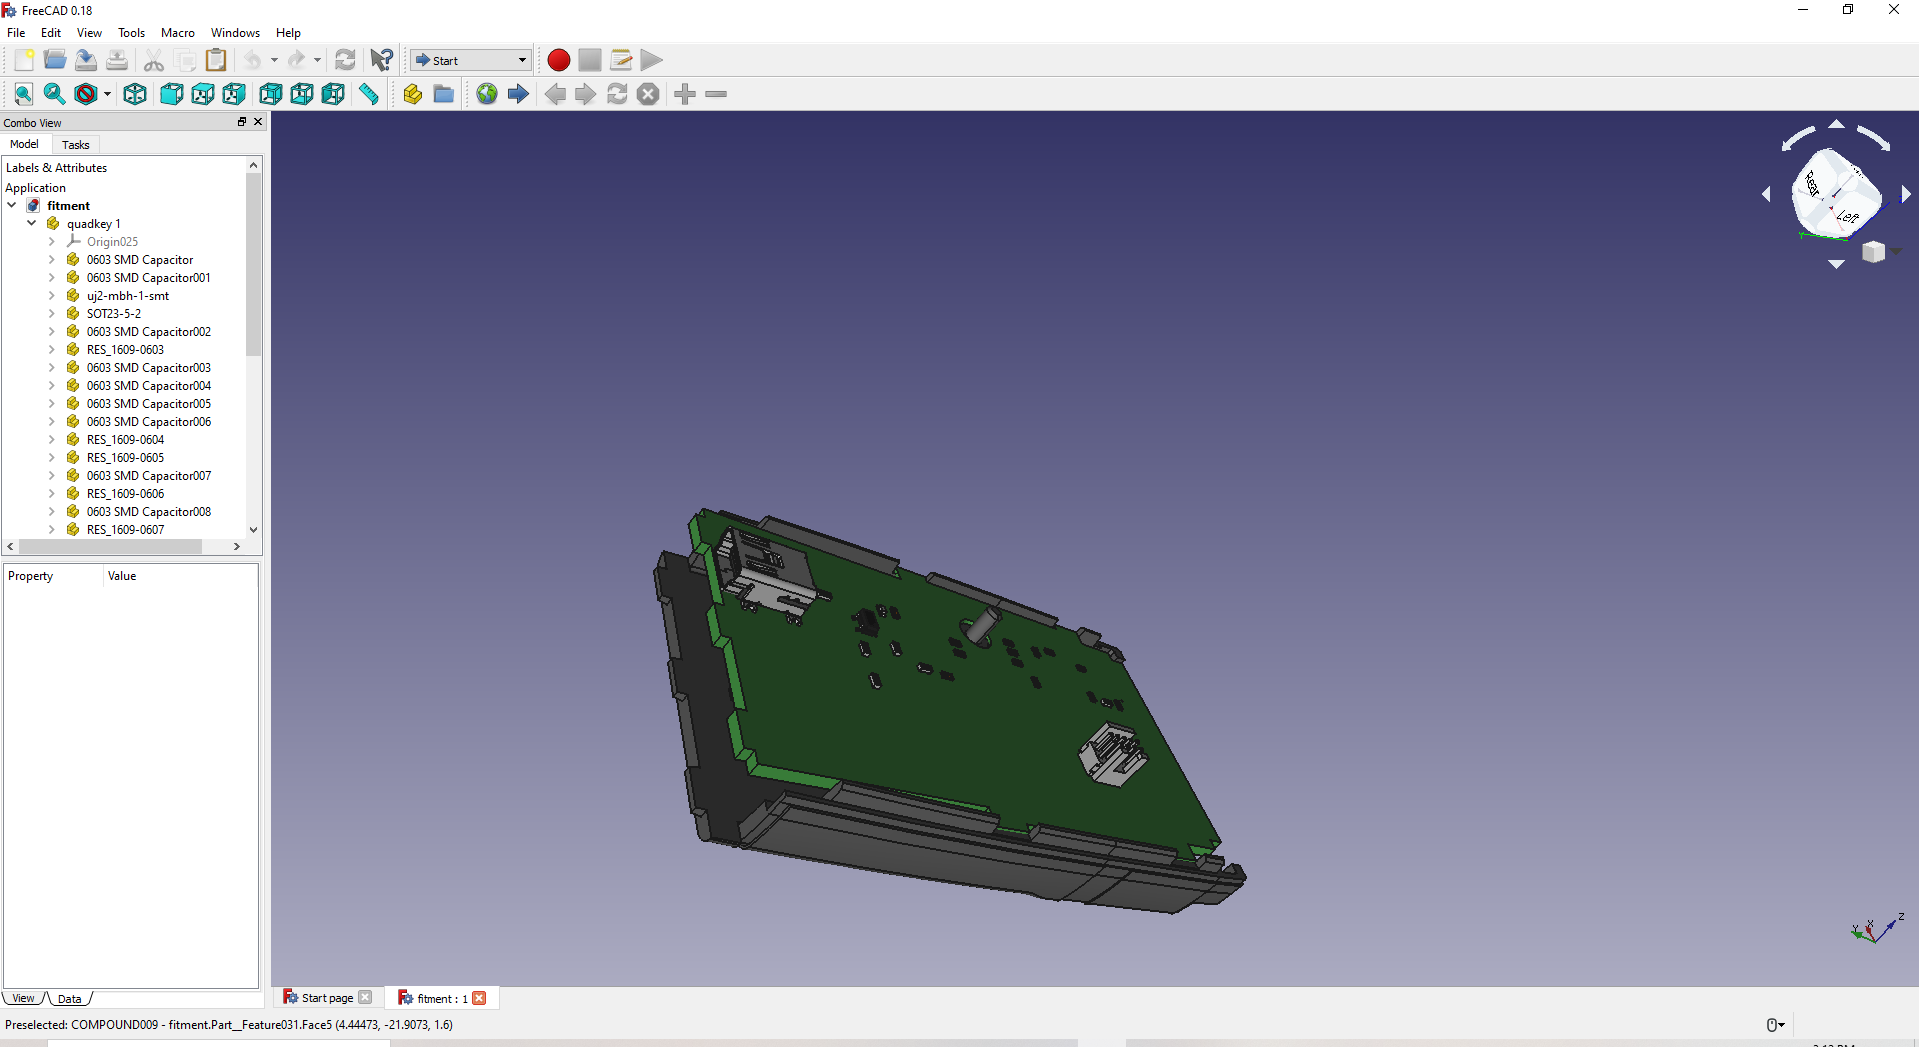 FreeCAD 0.18
File Edit View Tools Macro Windows Help
Start
Combo View
Model Tasks
Labels & Attributes
Application
fitment
quadkey 1
Origin025
0603 SMD Capacitor
0603 SMD Capacitor001
uj2-mbh-1-smt
SOT23-5-2
0603 SMD Capacitor002
RES_1609-0603
0603 SMD Capacitor003
0603 SMD Capacitor004
0603 SMD Capacitor005
0603 SMD Capacitor006
RES_1609-0604
RES_1609-0605
0603 SMD Capacitor007
RES_1609-0606
0603 SMD Capacitor008
RES_1609-0607
Property Value
View Data
Rear
Left
Y X Z
Start page
fitment : 1
Preselected: COMPOUND009 - fitment.Part__Feature031.Face5 (4.44473, -21.9073, 1.6)